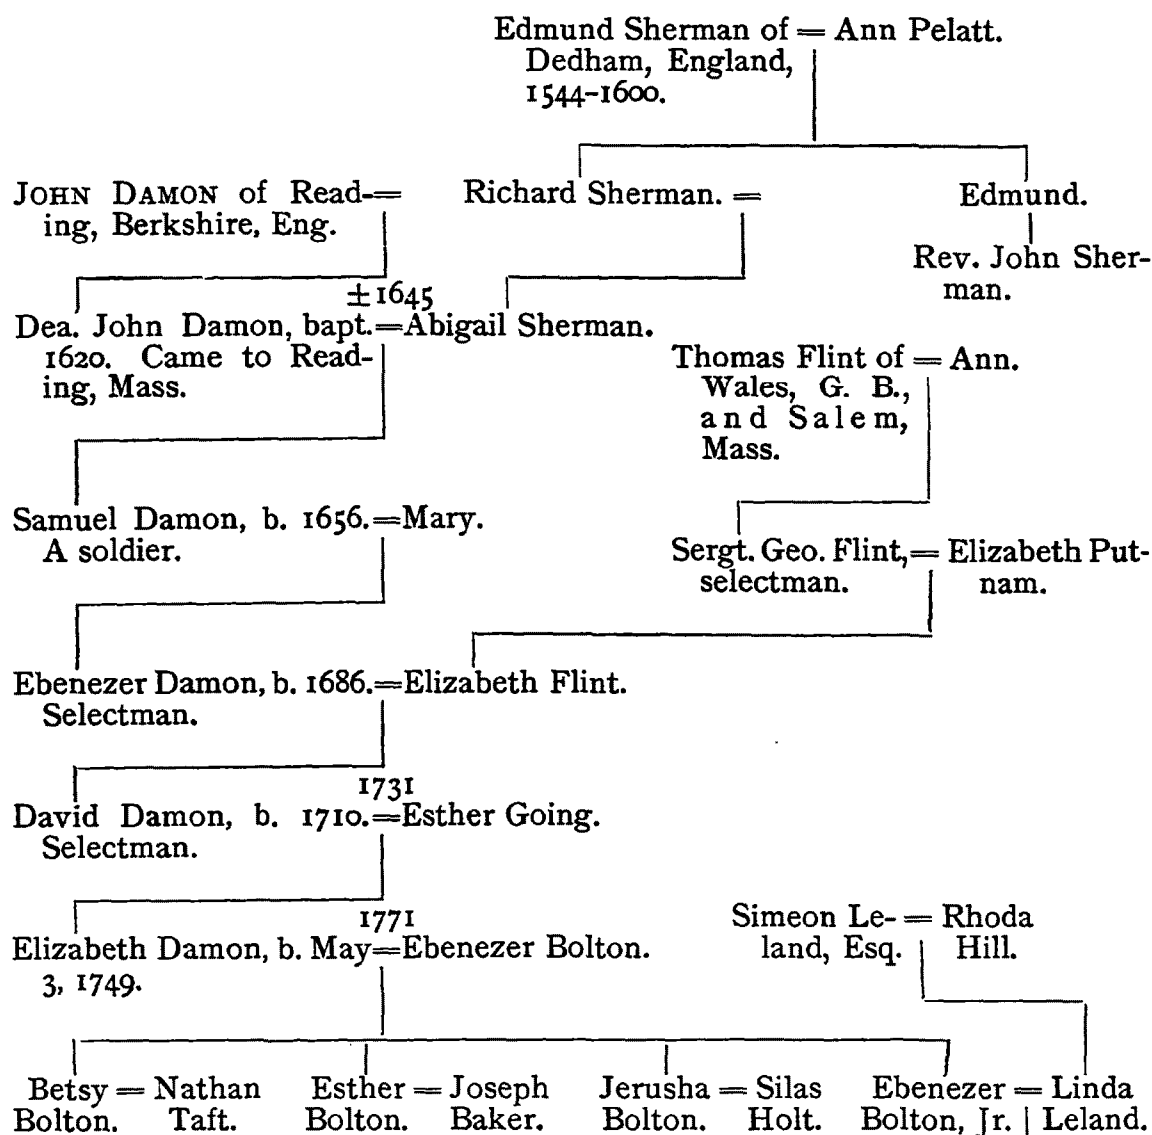 Edmund Sherman of = Ann Pelatt.
Dedham, England,
1544–1600.
JOHN DAMON of Read-=
ing, Berkshire, Eng.
Richard Sherman. =
Edmund.
Rev. John Sher-
man.
±1645
Dea. John Damon, bapt.=Abigail Sherman.
1620. Came to Read-
ing, Mass.
Thomas Flint of = Ann.
Wales, G. B.,
and Salem,
Mass.
Samuel Damon, b. 1656.=Mary.
A soldier.
Sergt. Geo. Flint,= Elizabeth Put-
selectman. nam.
Ebenezer Damon, b. 1686.=Elizabeth Flint.
Selectman.
1731
David Damon, b. 1710.=Esther Going.
Selectman.
1771
Elizabeth Damon, b. May=Ebenezer Bolton.
3, 1749.
Simeon Le- = Rhoda
land, Esq. Hill.
Betsy = Nathan Esther = Joseph Jerusha = Silas Ebenezer = Linda
Bolton. Taft. Bolton. Baker. Bolton. Holt. Bolton, Jr. | Leland.